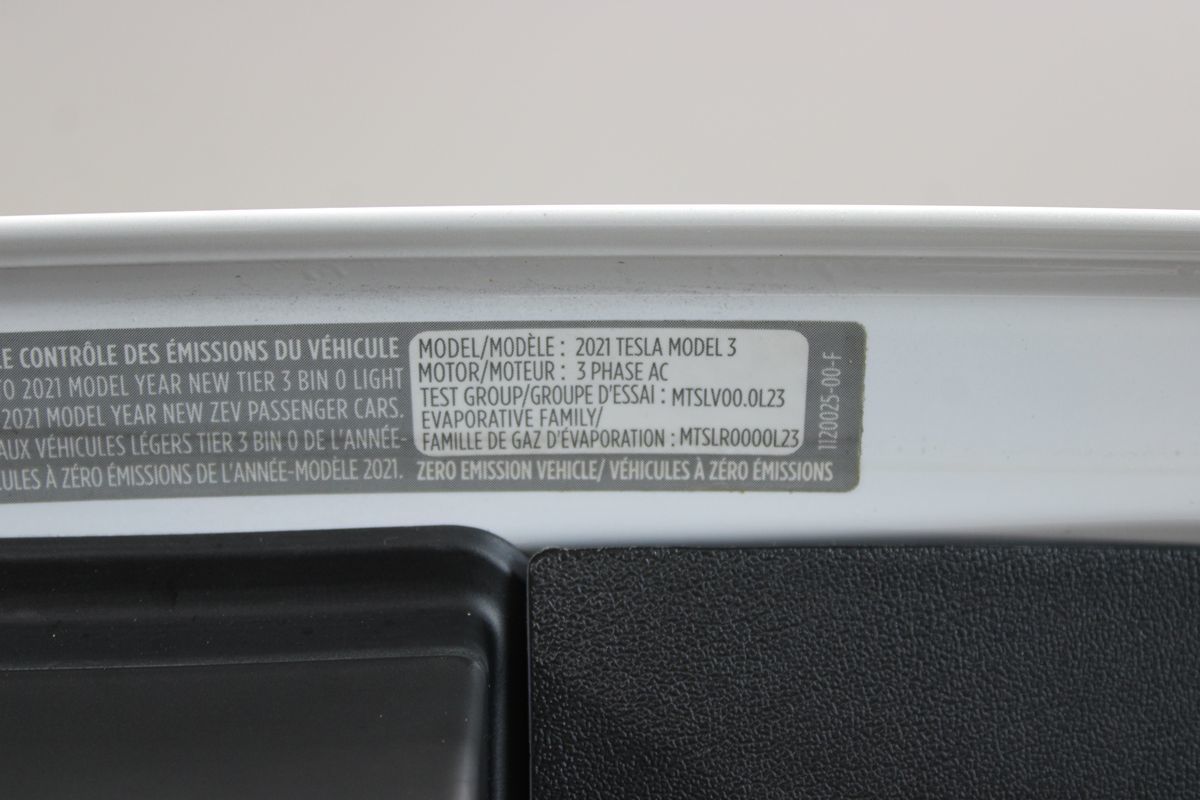 LE CONTRÔLE DES ÉMISSIONS DU VÉHICULE
TO 2021 MODEL YEAR NEW TIER 3 BIN 0 LIGHT
2021 MODEL YEAR NEW ZEV PASSENGER CARS.
AUX VÉHICULES LÉGERS TIER 3 BIN 0 DE L'ANNÉE-
CULES À ZÉRO ÉMISSIONS DE L'ANNÉE-MODÈLE 2021.
MODEL/MODÈLE : 2021 TESLA MODEL 3
MOTOR/MOTEUR : 3 PHASE AC
TEST GROUP/GROUPE D'ESSAI : MTSLV00.0L23
EVAPORATIVE FAMILY/
FAMILLE DE GAZ D'ÉVAPORATION : MTSLR0000L23
ZERO EMISSION VEHICLE/ VÉHICULES À ZÉRO ÉMISSIONS
1120025-00-F